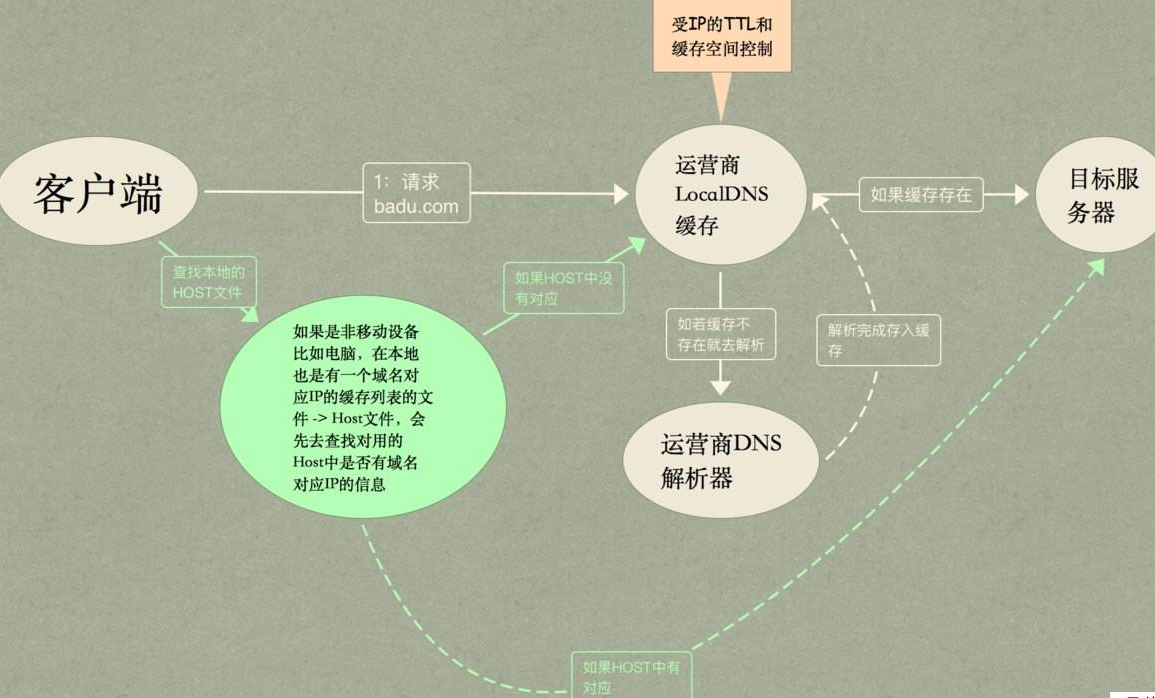 受IP的TTL和
缓存空间控制
客户端
1：请求
badu.com
运营商
LocalDNS
缓存
如果缓存存在
目标服
务器
查找本地的
HOST文件
如果HOST中没
有对应
如果是非移动设备
比如电脑，在本地
也是有一个域名对
应IP的缓存列表的文
件 -> Host文件，会
先去查找对用的
Host中是否有域名
对应IP的信息
如若缓存不
存在就去解析
解析完成存入缓
存
运营商DNS
解析器
如果HOST中有
对应